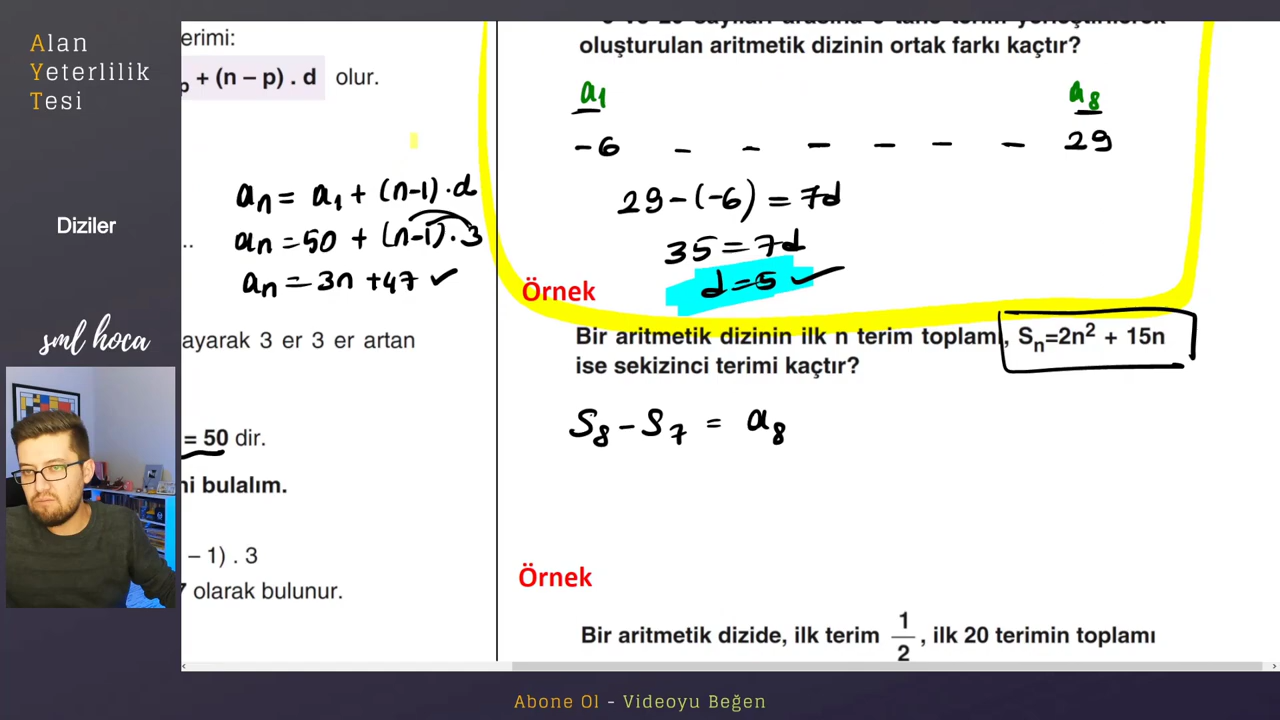 Alan
Yeterlilik
Tesi
Diziler
sml hoca
erimi:
p + (n – p) . d olur.
aₙ = a₁ + (n-1)·d
aₙ = 50 + (n-1)·3
aₙ = 3n + 47 ✓
..
ayarak 3 er 3 er artan
= 50 dir.
ni bulalım.
– 1) . 3
7 olarak bulunur.
oluşturulan aritmetik dizinin ortak farkı kaçtır?
a₁ a₈
-6 - - - - - - 29
29-(-6) = 7d
35 = 7d
d = 5 ✓
Örnek
Bir aritmetik dizinin ilk n terim toplamı, Sₙ=2n² + 15n
ise sekizinci terimi kaçtır?
S₈ - S₇ = a₈
Örnek
Bir aritmetik dizide, ilk terim 1/2, ilk 20 terimin toplamı
Abone Ol - Videoyu Beğen